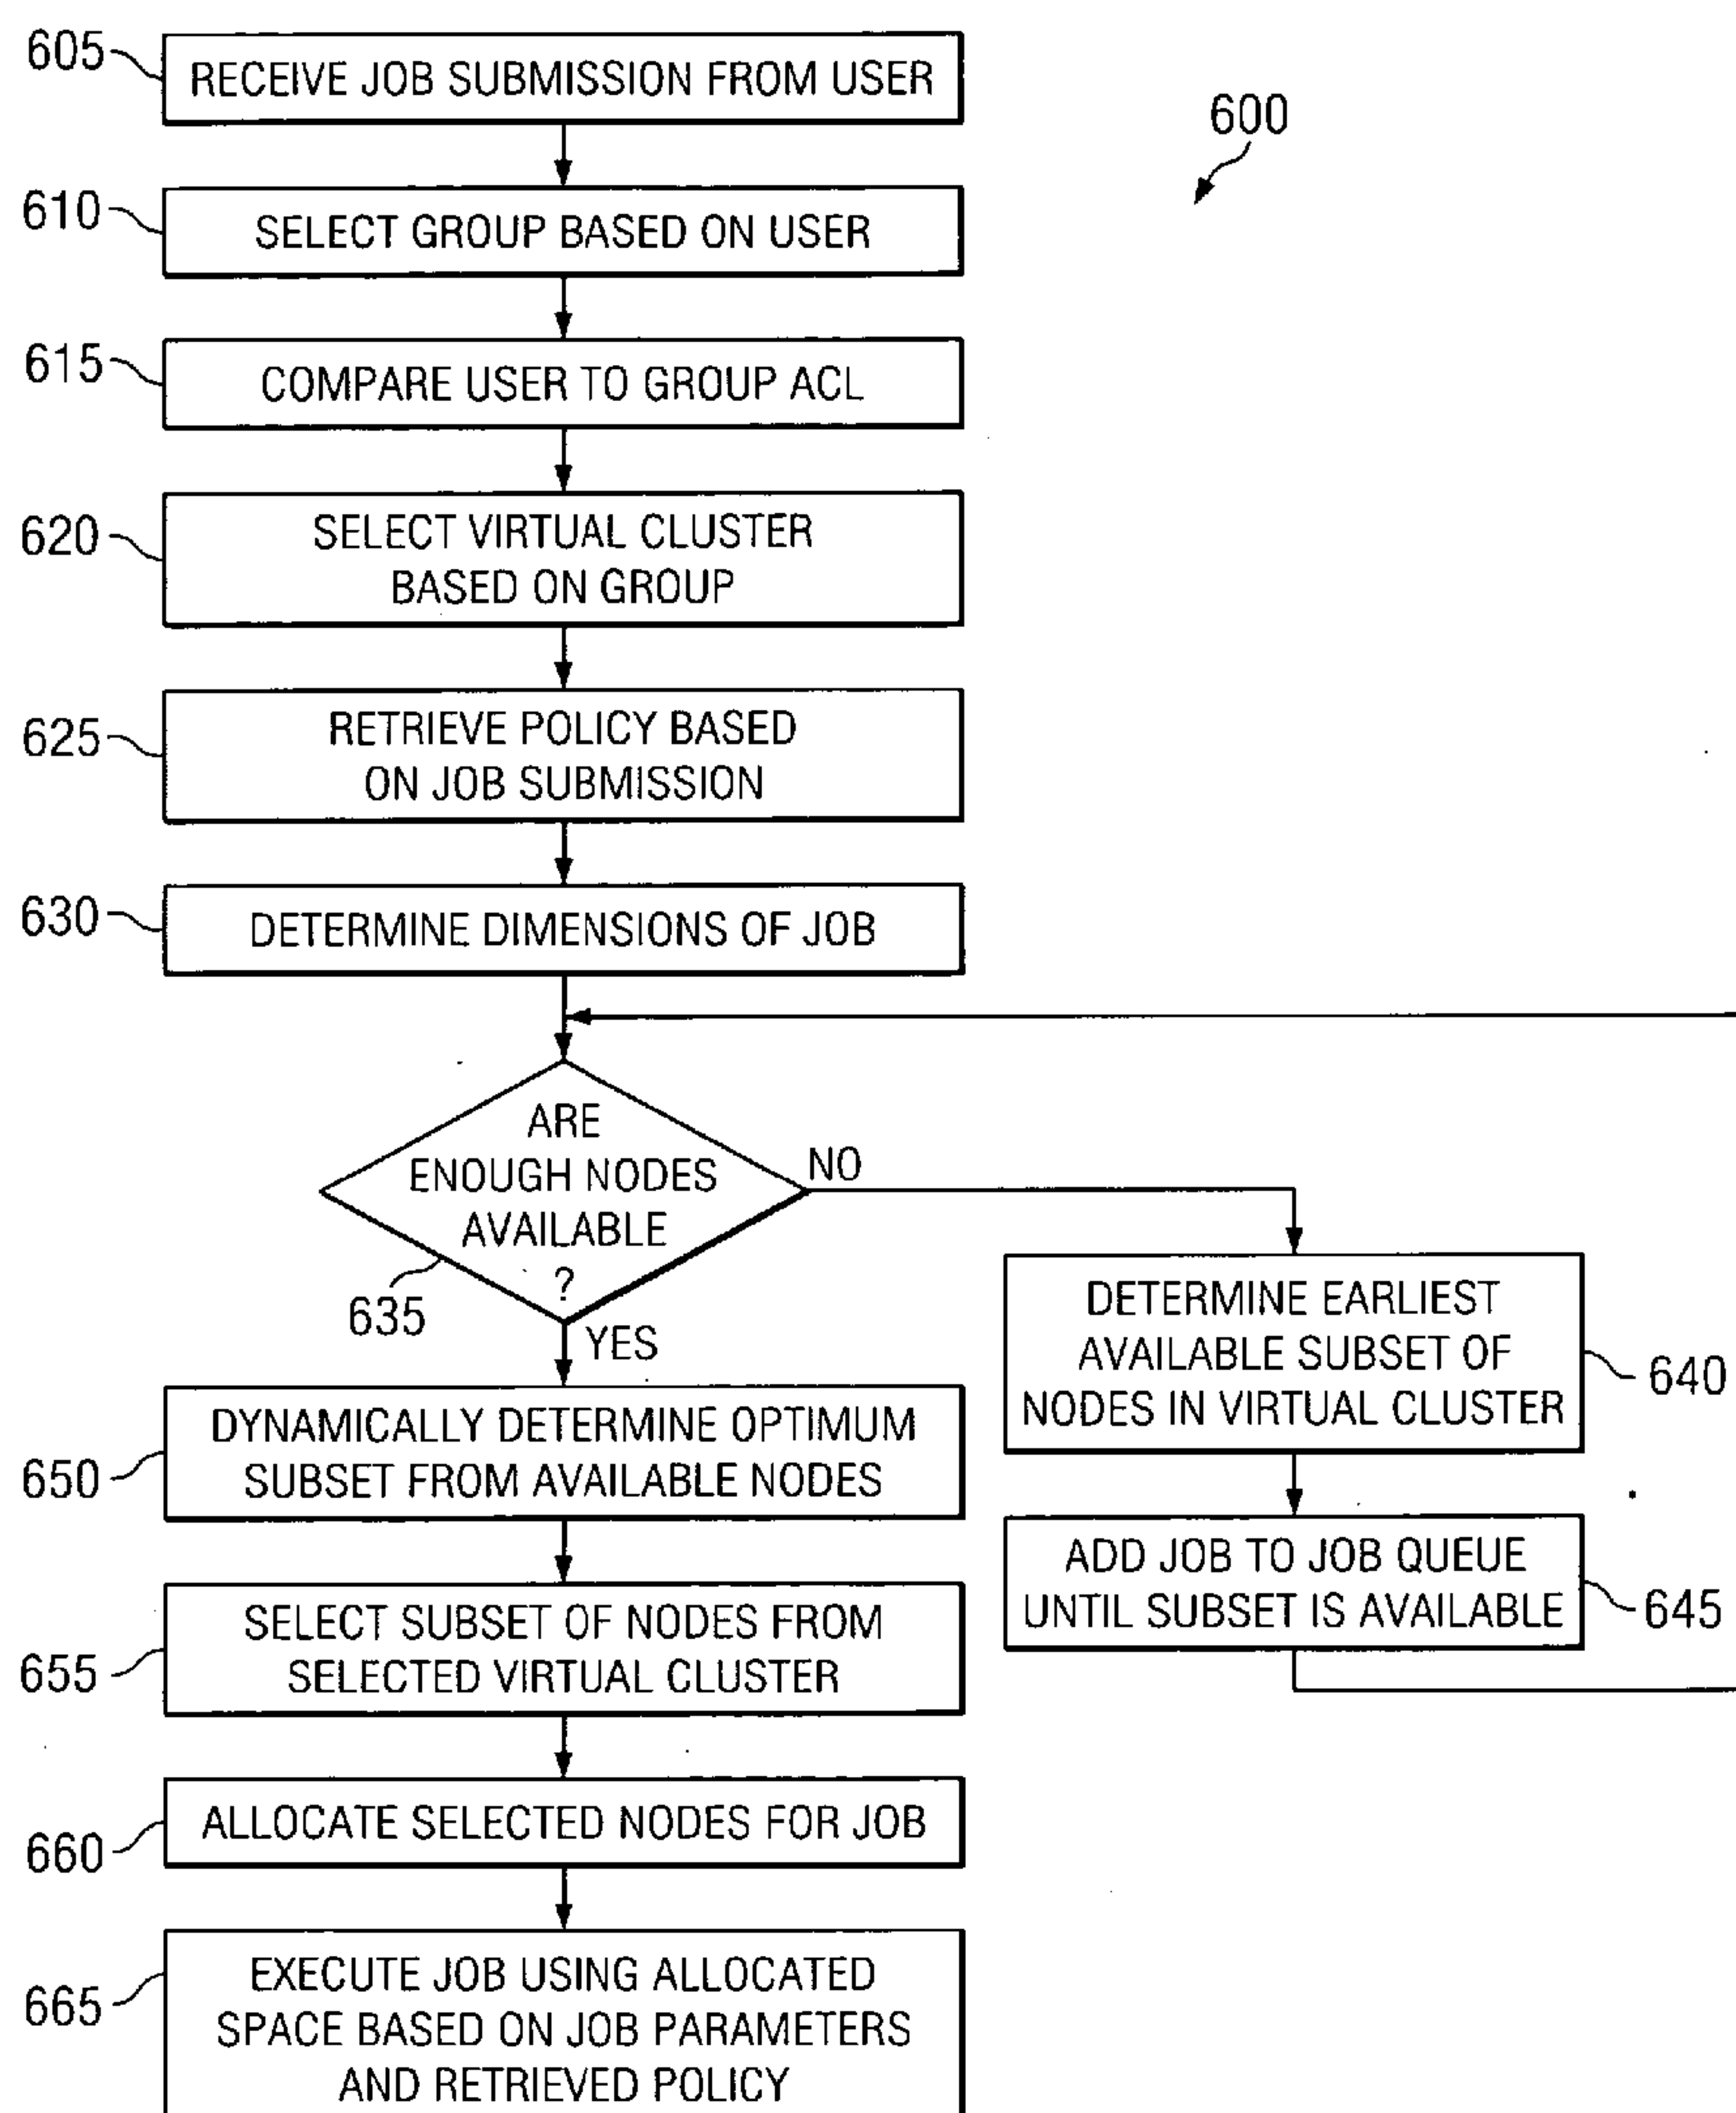 605
RECEIVE JOB SUBMISSION FROM USER
600
610
SELECT GROUP BASED ON USER
615
COMPARE USER TO GROUP ACL
620
SELECT VIRTUAL CLUSTER
BASED ON GROUP
625
RETRIEVE POLICY BASED
ON JOB SUBMISSION
630
DETERMINE DIMENSIONS OF JOB
ARE
ENOUGH NODES
AVAILABLE
?
635
NO
YES
DETERMINE EARLIEST
AVAILABLE SUBSET OF
NODES IN VIRTUAL CLUSTER
640
ADD JOB TO JOB QUEUE
UNTIL SUBSET IS AVAILABLE
645
650
DYNAMICALLY DETERMINE OPTIMUM
SUBSET FROM AVAILABLE NODES
655
SELECT SUBSET OF NODES FROM
SELECTED VIRTUAL CLUSTER
660
ALLOCATE SELECTED NODES FOR JOB
665
EXECUTE JOB USING ALLOCATED
SPACE BASED ON JOB PARAMETERS
AND RETRIEVED POLICY